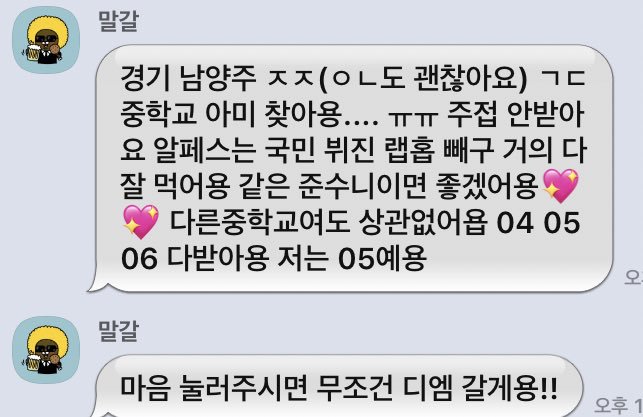 말갈
경기 남양주 ㅈㅈ(ㅇㄴ도 괜찮아요) ㄱㄷ
중학교 아미 찾아용.... ㅠㅠ 주접 안받아
요 알페스는 국민 뷔진 랩홉 빼구 거의 다
잘 먹어용 같은 준수니이면 좋겠어용💖
💖 다른중학교여도 상관없어욥 04 05
06 다받아용 저는 05예용
오
말갈
마음 눌러주시면 무조건 디엠 갈게용!!
오후 1